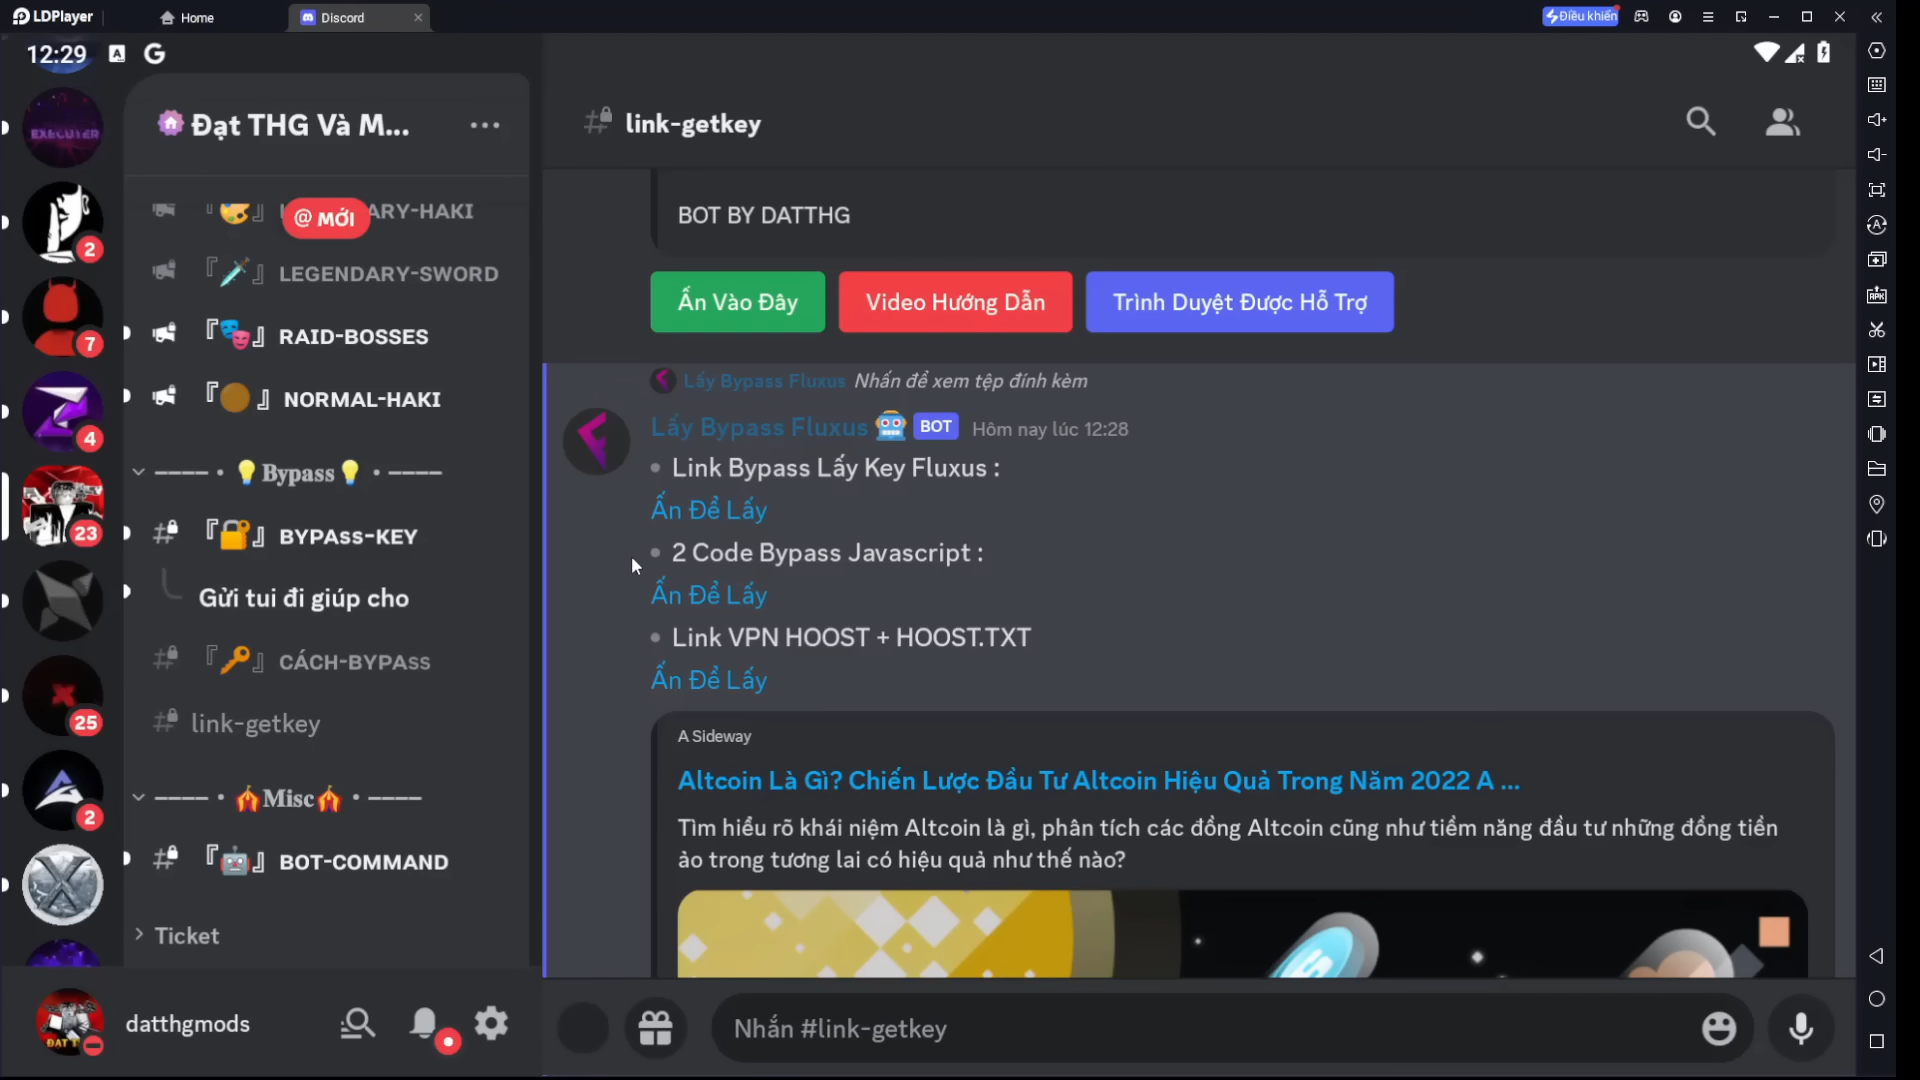 LDPlayer
Home
Discord
Điều khiển
12:29
EXECUTER
2
7
4
23
25
2
Đạt THG Và M...
@ MỚI
ARY-HAKI
『🗡️』 LEGENDARY-SWORD
『🎭』 RAID-BOSSES
『🟤』 NORMAL-HAKI
---- • 💡Bypass💡 • ----
『🔐』 BYPAss-KEY
Gửi tui đi giúp cho
『🔑』 CÁCH-BYPAss
link-getkey
---- • 🎪Misc🎪 • ----
『🤖』 BOT-COMMAND
Ticket
datthgmods
link-getkey
BOT BY DATTHG
Ấn Vào Đây
Video Hướng Dẫn
Trình Duyệt Được Hỗ Trợ
Lấy Bypass Fluxus Nhấn để xem tệp đính kèm
Lấy Bypass Fluxus 🤖 BOT Hôm nay lúc 12:28
• Link Bypass Lấy Key Fluxus :
Ấn Để Lấy
• 2 Code Bypass Javascript :
Ấn Để Lấy
• Link VPN HOOST + HOOST.TXT
Ấn Để Lấy
A Sideway
Altcoin Là Gì? Chiến Lược Đầu Tư Altcoin Hiệu Quả Trong Năm 2022 A ...
Tìm hiểu rõ khái niệm Altcoin là gì, phân tích các đồng Altcoin cũng như tiềm năng đầu tư những đồng tiền
ảo trong tương lai có hiệu quả như thế nào?
Nhắn #link-getkey